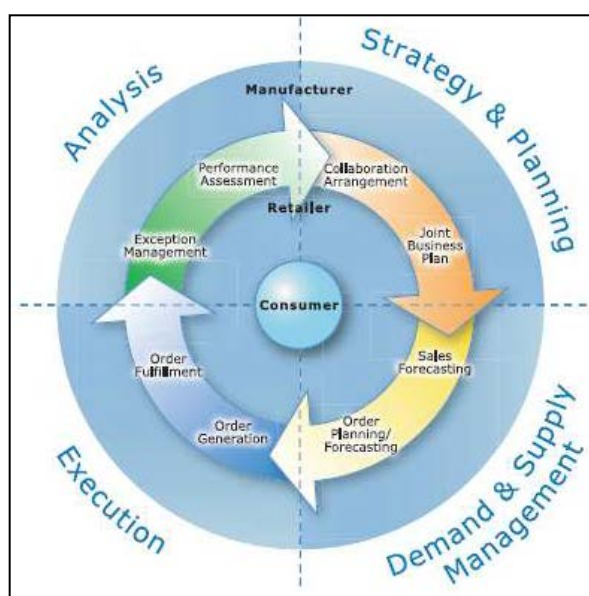 Analysis
Strategy & Planning
Manufacturer
Performance
Assessment
Collaboration
Arrangement
Retailer
Exception
Management
Joint
Business
Plan
Consumer
Order
Fulfillment
Sales
Forecasting
Order
Generation
Order
Planning/
Forecasting
Execution
Demand & Supply
Management